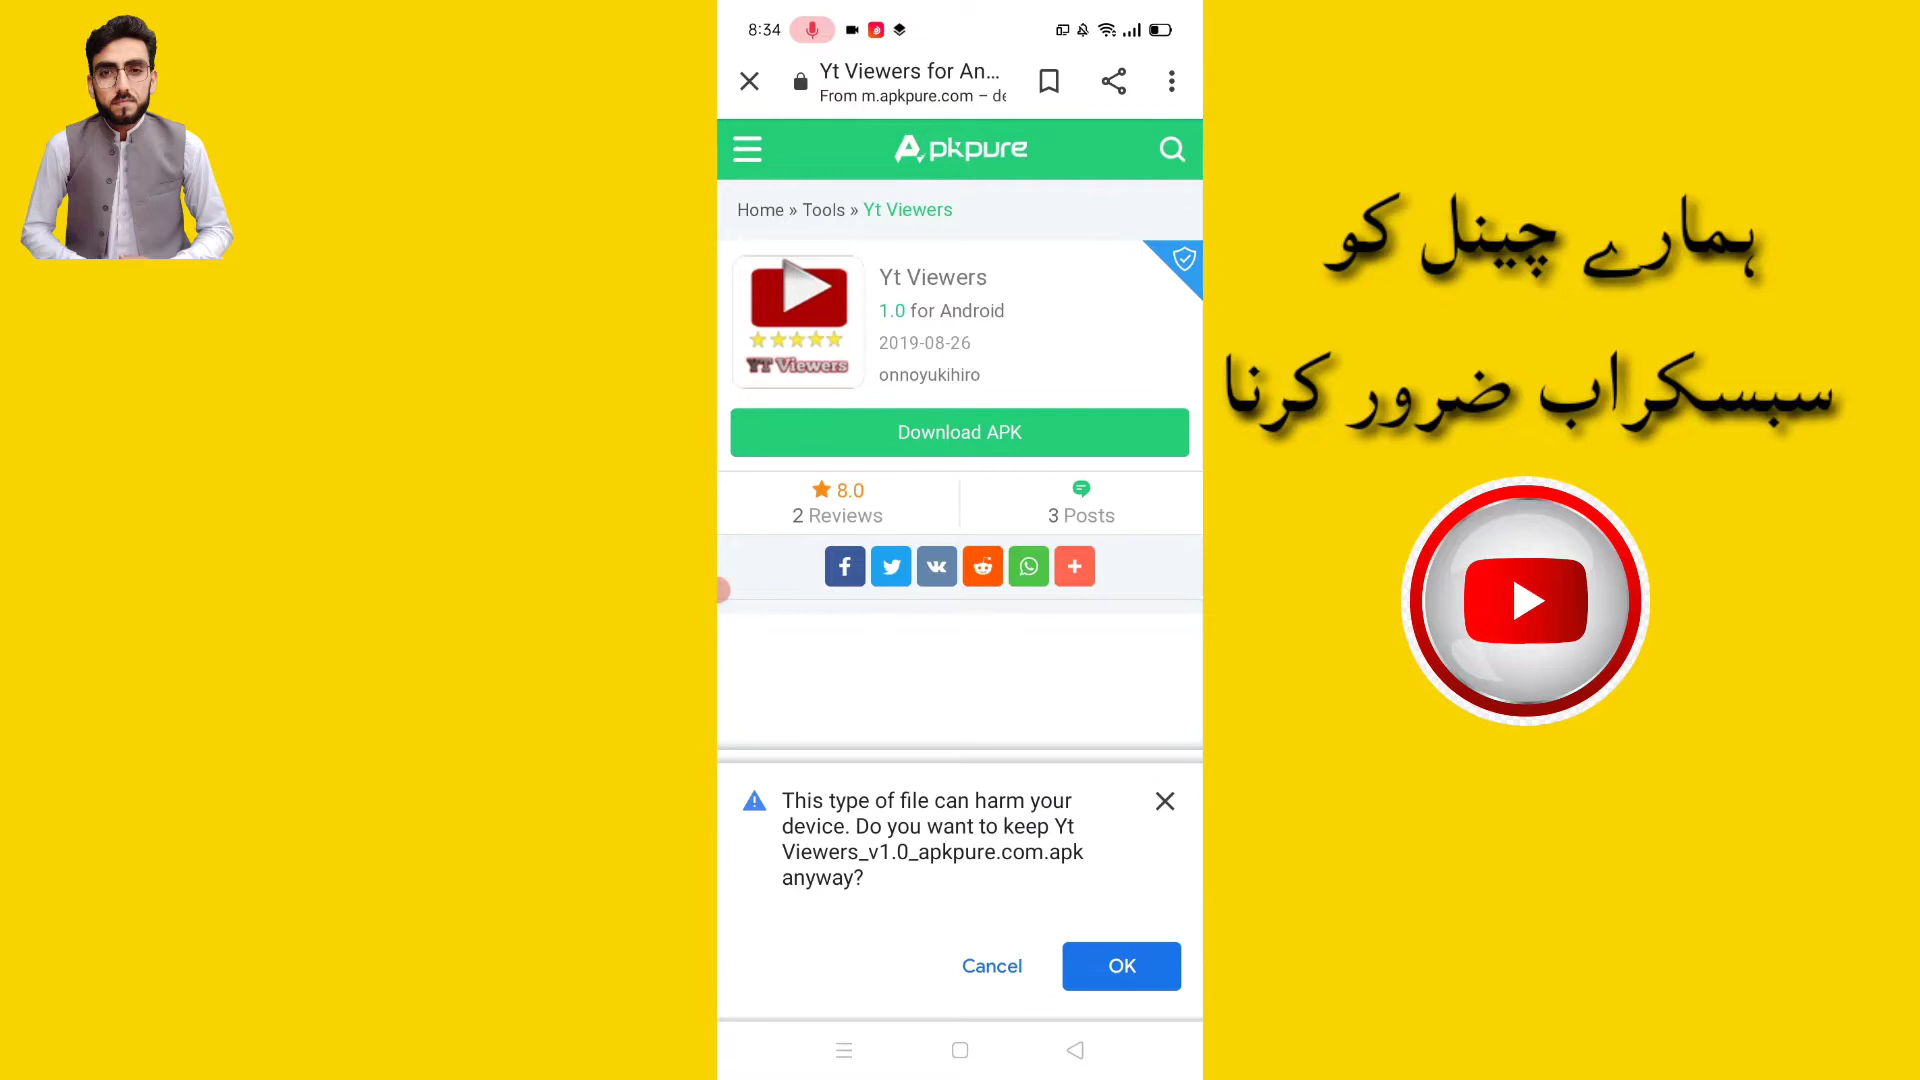 8:34
Yt Viewers for An...
From m.apkpure.com – de
Apkpure
Home » Tools » Yt Viewers
Yt Viewers
1.0 for Android
2019-08-26
onnoyukihiro
YT Viewers
Download APK
8.0
2 Reviews
3 Posts
This type of file can harm your
device. Do you want to keep Yt
Viewers_v1.0_apkpure.com.apk
anyway?
Cancel
OK
ہمارے چینل کو
سبسکراب ضرور کرنا